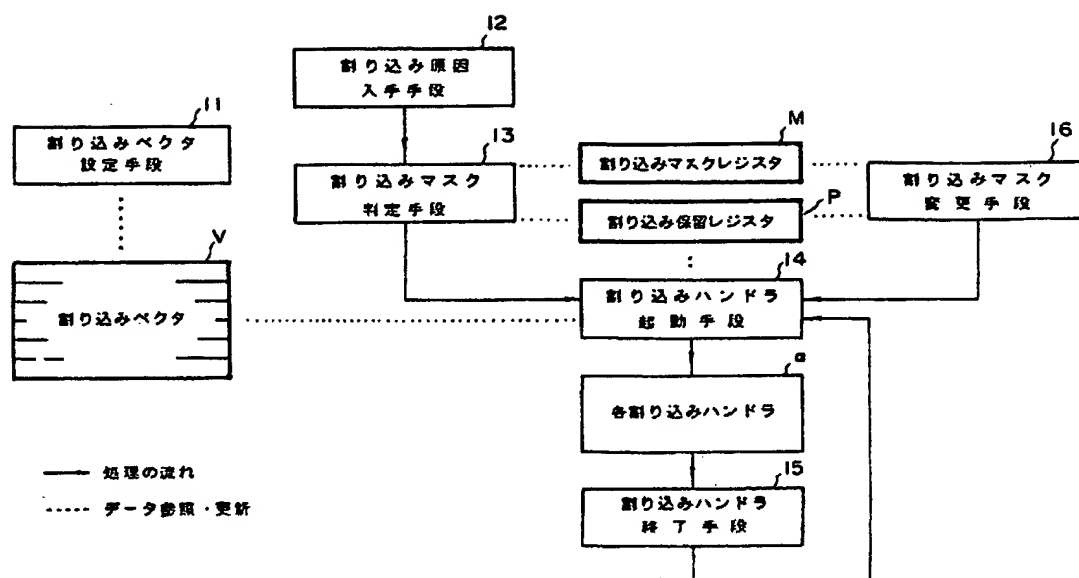 12
割り込み原因
入手手段
11
割り込みベクタ
設定手段
13
割り込みマスク
判定手段
M
割り込みマスクレジスタ
16
割り込みマスク
変更手段
P
割り込み保留レジスタ
V
割り込みベクタ
14
割り込みハンドラ
起動手段
a
各割り込みハンドラ
15
割り込みハンドラ
終了手段
処理の流れ
データ参照・更新